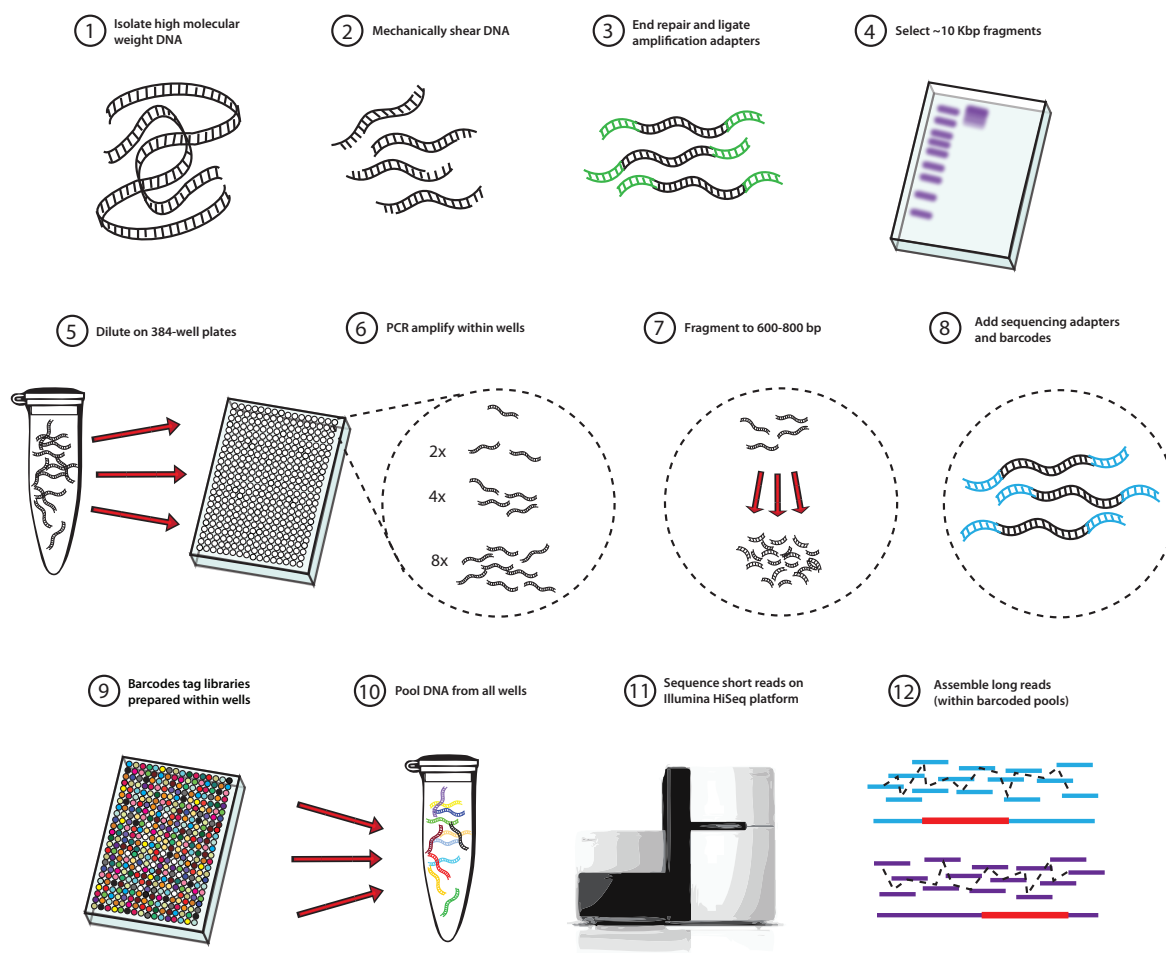 1
Isolate high molecular
weight DNA
2
Mechanically shear DNA
3
End repair and ligate
amplification adapters
4
Select ~10 Kbp fragments
5
Dilute on 384-well plates
6
PCR amplify within wells
2x
4x
8x
7
Fragment to 600-800 bp
8
Add sequencing adapters
and barcodes
9
Barcodes tag libraries
prepared within wells
10
Pool DNA from all wells
11
Sequence short reads on
Illumina HiSeq platform
12
Assemble long reads
(within barcoded pools)